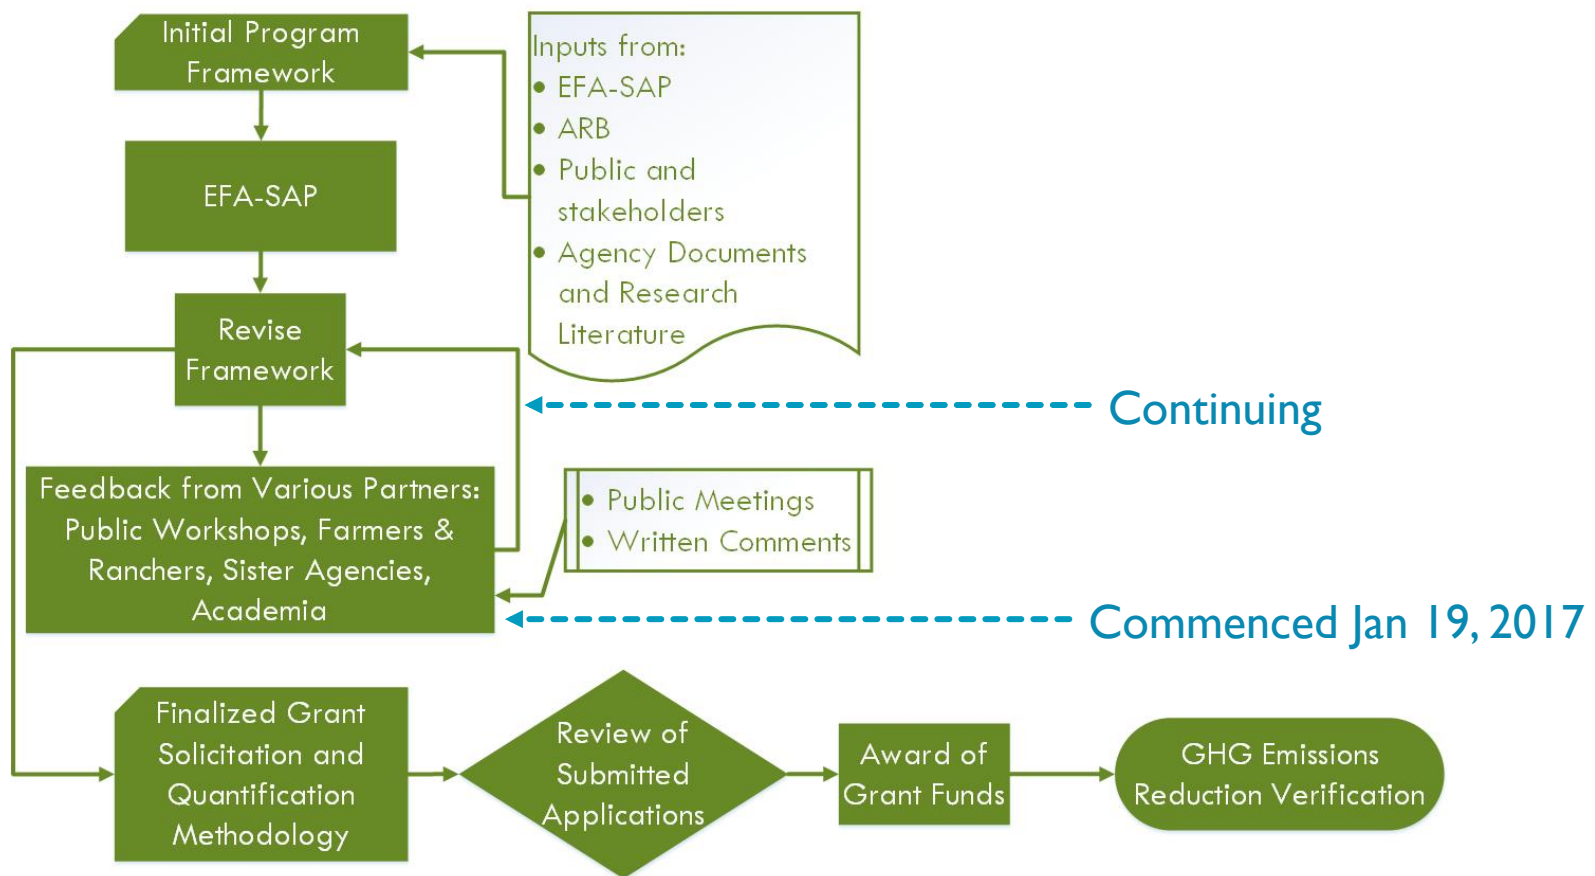 Initial Program
Framework
Inputs from:
• EFA-SAP
• ARB
• Public and
stakeholders
• Agency Documents
and Research
Literature
EFA-SAP
Revise
Framework
Continuing
Feedback from Various Partners:
Public Workshops, Farmers &
Ranchers, Sister Agencies,
Academia
• Public Meetings
• Written Comments
Commenced Jan 19, 2017
Finalized Grant
Solicitation and
Quantification
Methodology
Review of
Submitted
Applications
Award of
Grant Funds
GHG Emissions
Reduction Verification